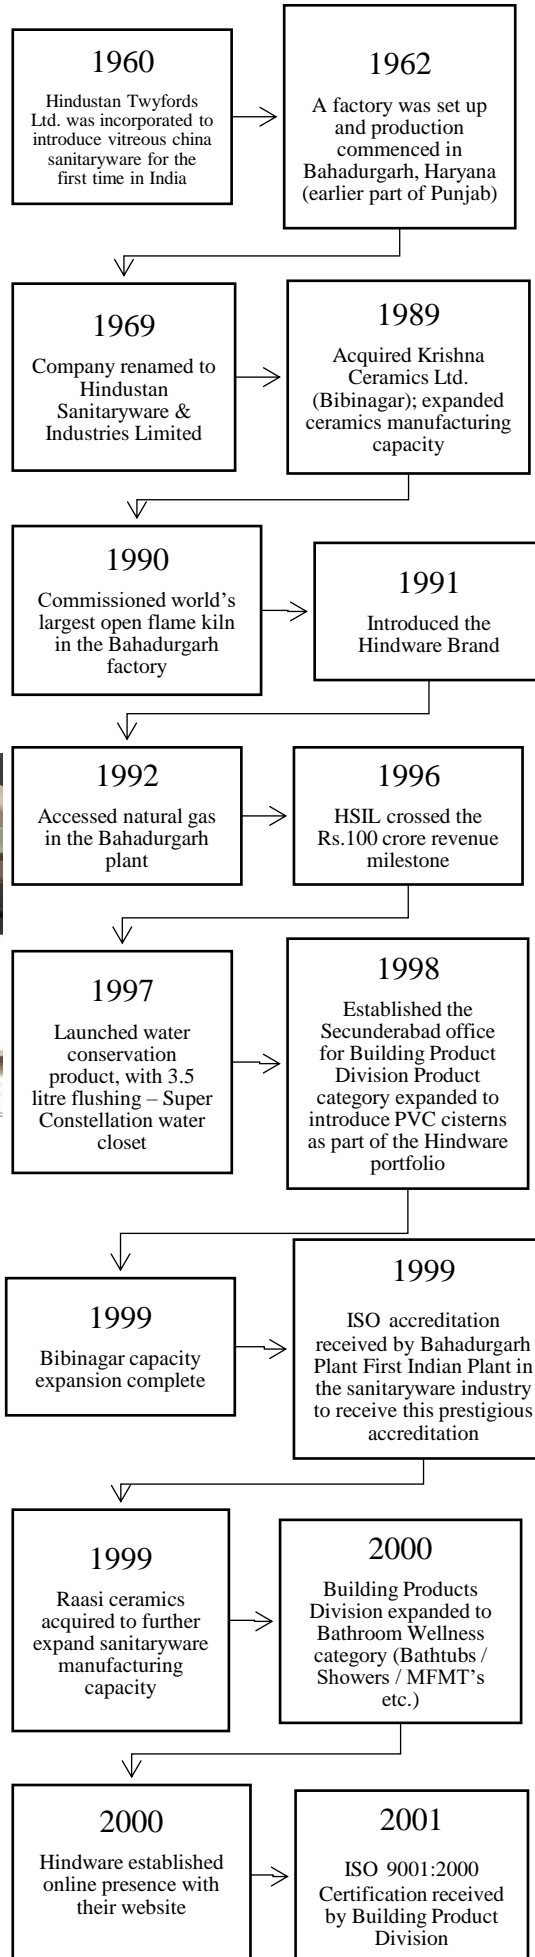 1960
Hindustan Twyfords
Ltd. was incorporated to
introduce vitreous china
sanitaryware for the
first time in India
1962
A factory was set up
and production
commenced in
Bahadurgarh, Haryana
(earlier part of Punjab)
1969
Company renamed to
Hindustan
Sanitaryware &
Industries Limited
1989
Acquired Krishna
Ceramics Ltd.
(Bibinagar); expanded
ceramics manufacturing
capacity
1990
Commissioned world's
largest open flame kiln
in the Bahadurgarh
factory
1991
Introduced the
Hindware Brand
1992
Accessed natural gas
in the Bahadurgarh
plant
1996
HSIL crossed the
Rs.100 crore revenue
milestone
1997
Launched water
conservation
product, with 3.5
litre flushing – Super
Constellation water
closet
1998
Established the
Secunderabad office
for Building Product
Division Product
category expanded to
introduce PVC cisterns
as part of the Hindware
portfolio
1999
Bibinagar capacity
expansion complete
1999
ISO accreditation
received by Bahadurgarh
Plant First Indian Plant in
the sanitaryware industry
to receive this prestigious
accreditation
1999
Raasi ceramics
acquired to further
expand sanitaryware
manufacturing
capacity
2000
Building Products
Division expanded to
Bathroom Wellness
category (Bathtubs /
Showers / MFMT's
etc.)
2000
Hindware established
online presence with
their website
2001
ISO 9001:2000
Certification received
by Building Product
Division